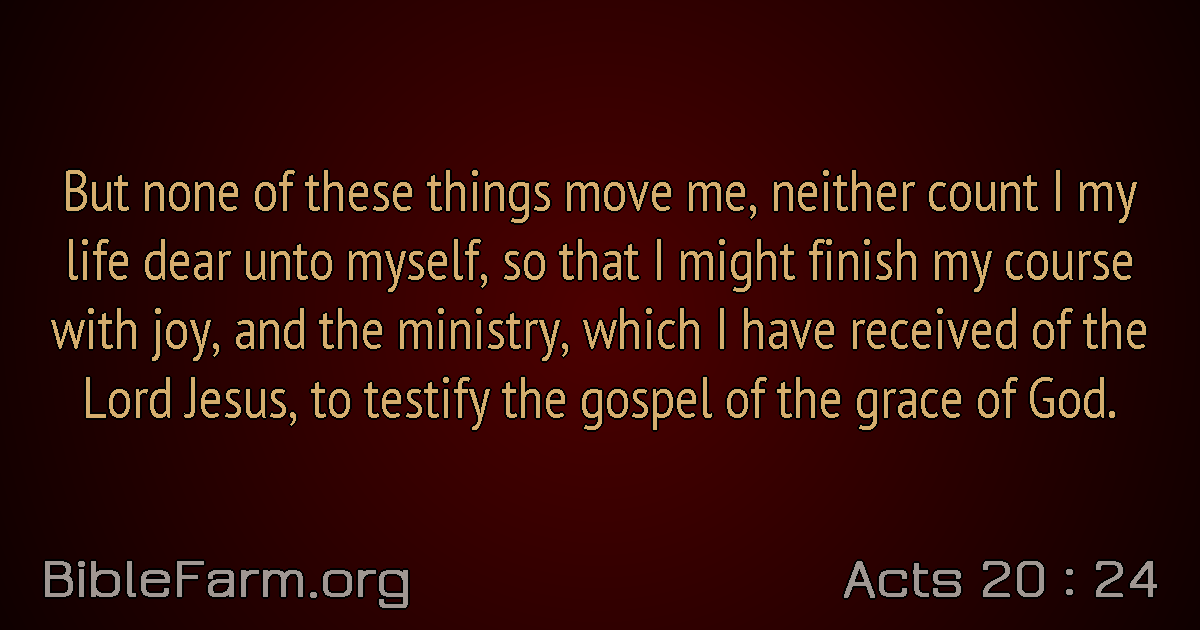 But none of these things move me, neither count I my
life dear unto myself, so that I might finish my course
with joy, and the ministry, which I have received of the
Lord Jesus, to testify the gospel of the grace of God.
BibleFarm.org
Acts 20 : 24